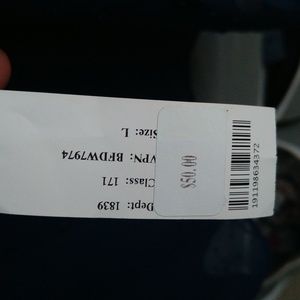 Dept: 1839
Class: 171
VPN: BFDW7974
Size: L
$50.00
191198634372